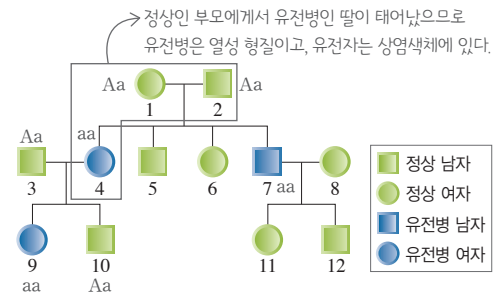 정상인 부모에게서 유전병인 딸이 태어났으므로
유전병은 열성 형질이고, 유전자는 상염색체에 있다.
Aa Aa
1 2
Aa aa
3 4 5 6 7 aa 8
정상 남자
정상 여자
유전병 남자
유전병 여자
9 10 11 12
aa Aa